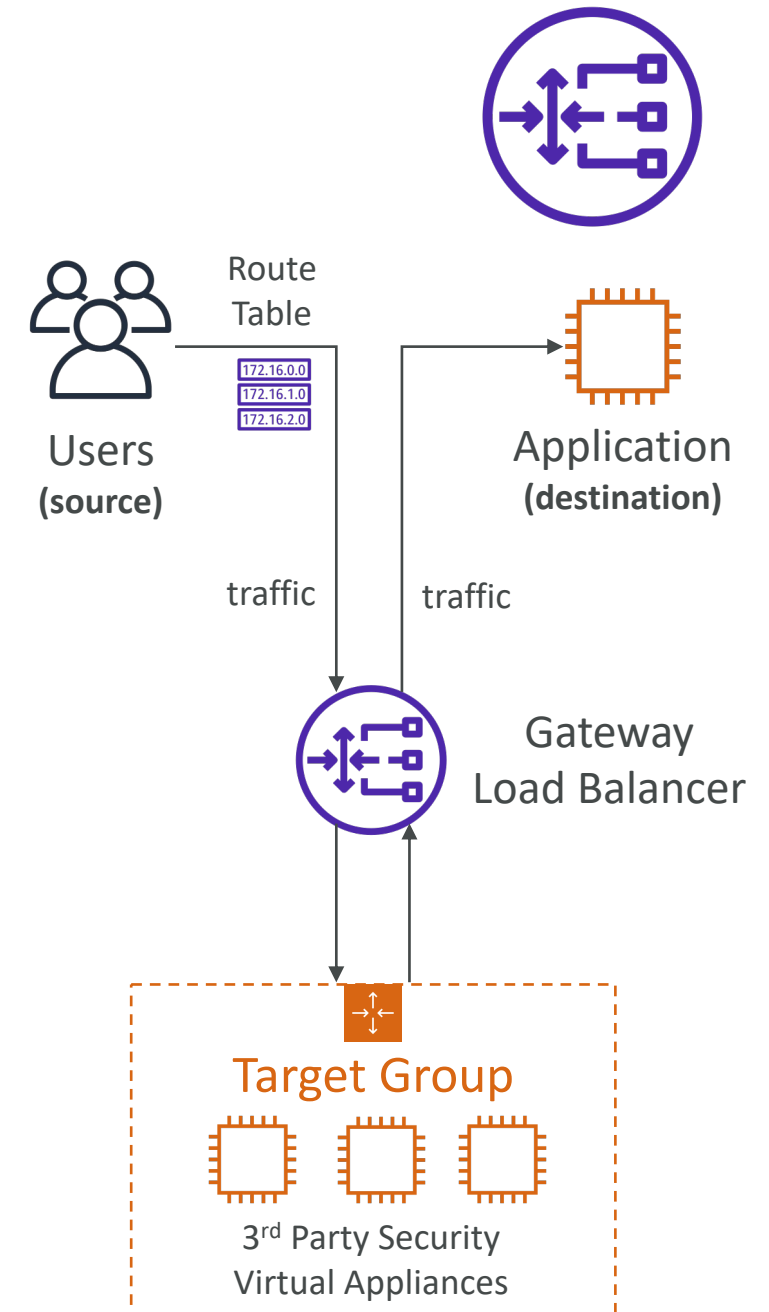 Route
Table
172.16.0.0
172.16.1.0
172.16.2.0
Users
(source)
Application
(destination)
traffic
traffic
Gateway
Load Balancer
Target Group
3rd Party Security
Virtual Appliances